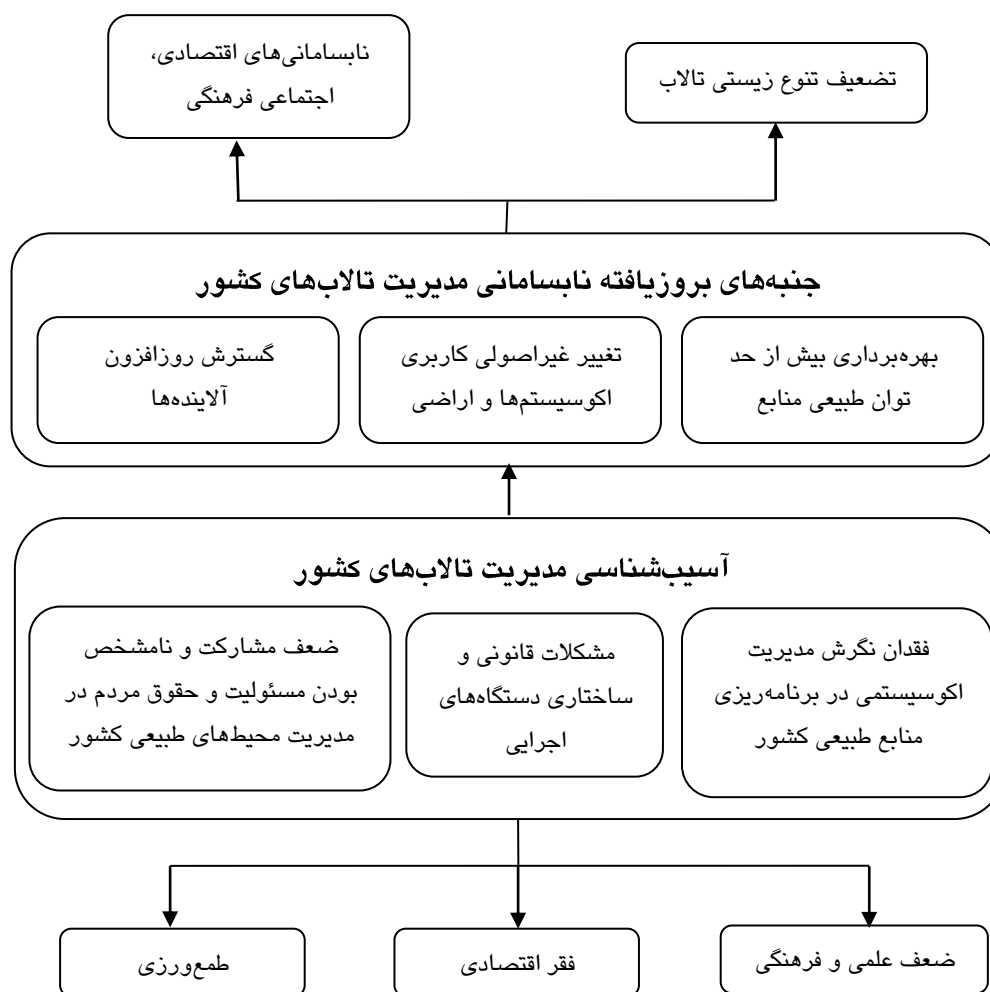 تضعیف تنوع زیستی تالاب
نابسامانی‌های اقتصادی،
اجتماعی فرهنگی
جنبه‌های بروزیافته نابسامانی مدیریت تالاب‌های کشور
بهره‌برداری بیش از حد
توان طبیعی منابع
تغییر غیراصولی کاربری
اکوسیستم‌ها و اراضی
گسترش روزافزون
آلاینده‌ها
آسیب‌شناسی مدیریت تالاب‌های کشور
فقدان نگرش مدیریت
اکوسیستمی در برنامه‌ریزی
منابع طبیعی کشور
مشکلات قانونی و
ساختاری دستگاه‌های
اجرایی
ضعف مشارکت و نامشخص
بودن مسئولیت و حقوق مردم در
مدیریت محیط‌های طبیعی کشور
ضعف علمی و فرهنگی
فقر اقتصادی
طمع‌ورزی